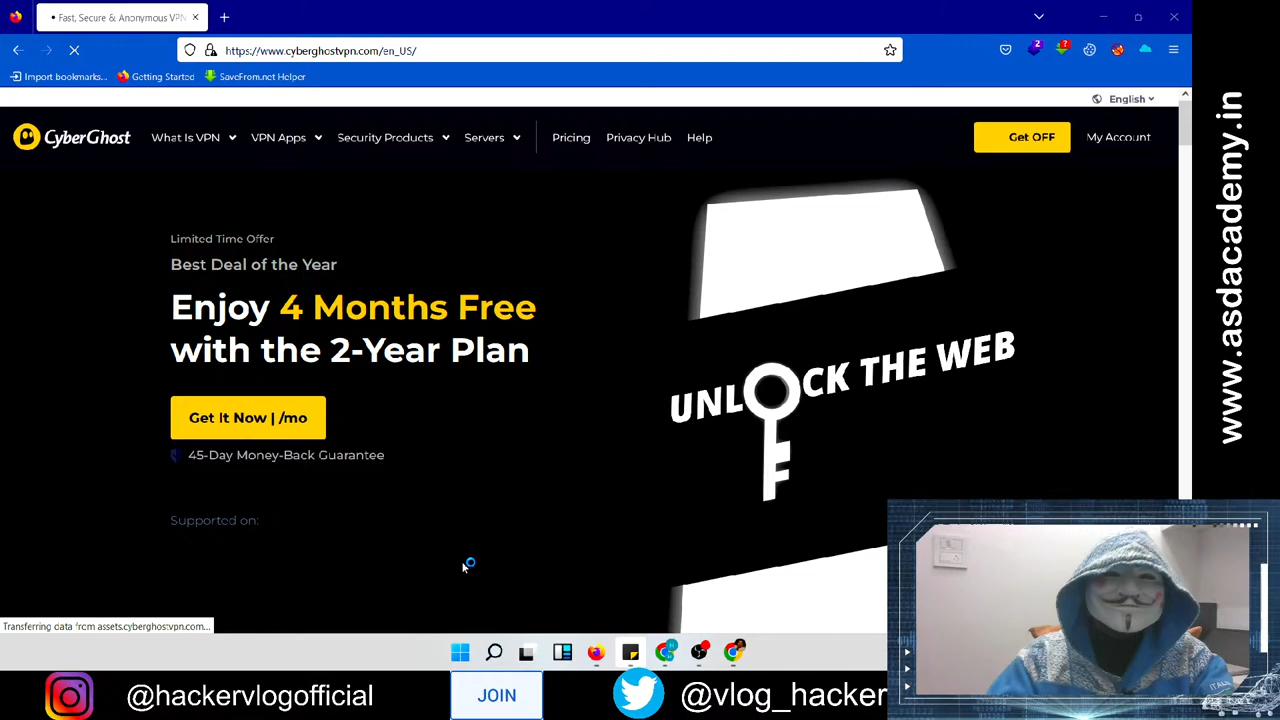 Fast, Secure & Anonymous VPN
https://www.cyberghostvpn.com/en_US/
2
?
Import bookmarks...
Getting Started
SaveFrom.net Helper
English
CyberGhost
What Is VPN
VPN Apps
Security Products
Servers
Pricing
Privacy Hub
Help
Get OFF
My Account
Limited Time Offer
Best Deal of the Year
Enjoy 4 Months Free
with the 2-Year Plan
Get It Now | /mo
45-Day Money-Back Guarantee
Supported on:
UNLOCK THE WEB
Transferring data from assets.cyberghostvpn.com...
@hackervlogofficial
JOIN
@vlog_hacker
www.asdacademy.in